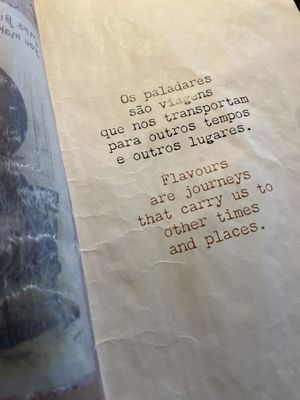 Os paladares
são viagens
que nos transportam
para outros tempos
e outros lugares.
Flavours
are journeys
that carry us to
other times
and places.